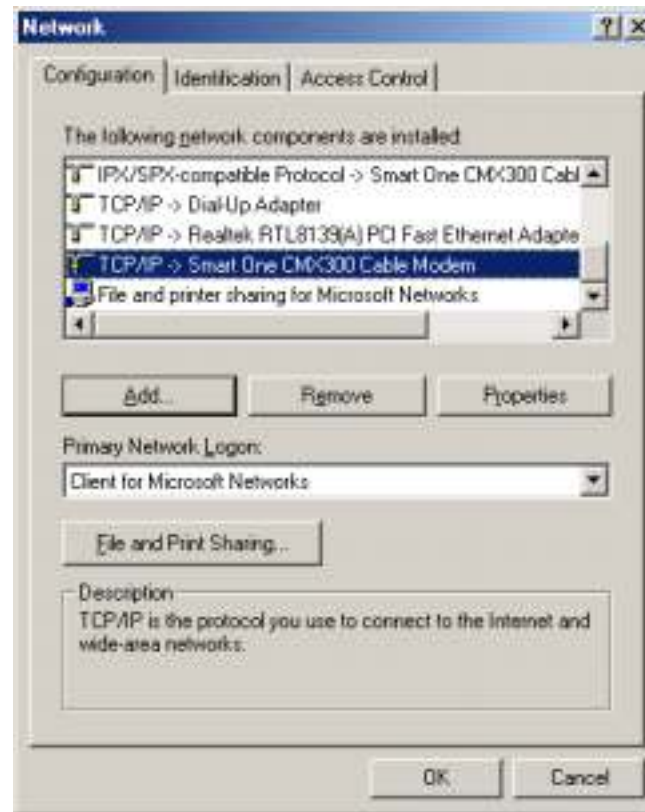 Network
Configuration Identification Access Control
The following network components are installed:
IPX/SPX-compatible Protocol -> Smart One CMX300 Cabl
TCP/IP -> Dial-Up Adapter
TCP/IP -> Realtek RTL8139(A) PCI Fast Ethernet Adapte
TCP/IP -> Smart One CMX300 Cable Modem
File and printer sharing for Microsoft Networks
Add... Remove Properties
Primary Network Logon:
Client for Microsoft Networks
File and Print Sharing...
Description
TCP/IP is the protocol you use to connect to the Internet and
wide-area networks.
OK Cancel